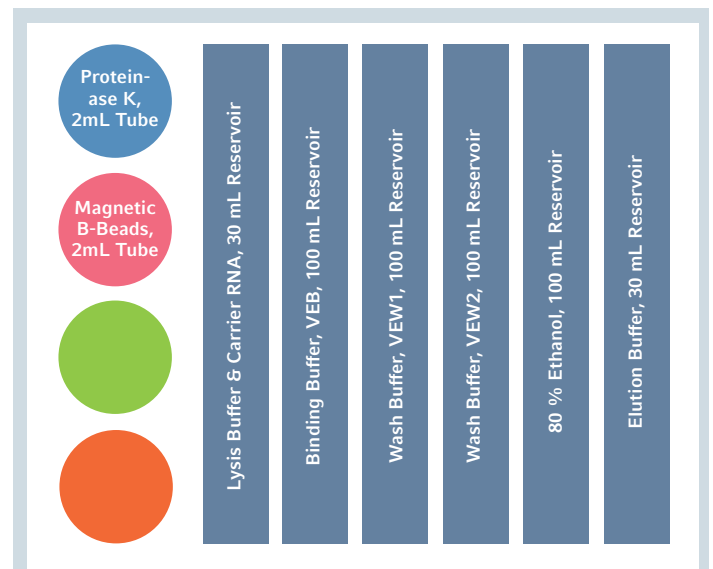 Protein-
ase K,
2mL Tube
Magnetic
B-Beads,
2mL Tube
Lysis Buffer & Carrier RNA, 30 mL Reservoir
Binding Buffer, VEB, 100 mL Reservoir
Wash Buffer, VEW1, 100 mL Reservoir
Wash Buffer, VEW2, 100 mL Reservoir
80 % Ethanol, 100 mL Reservoir
Elution Buffer, 30 mL Reservoir